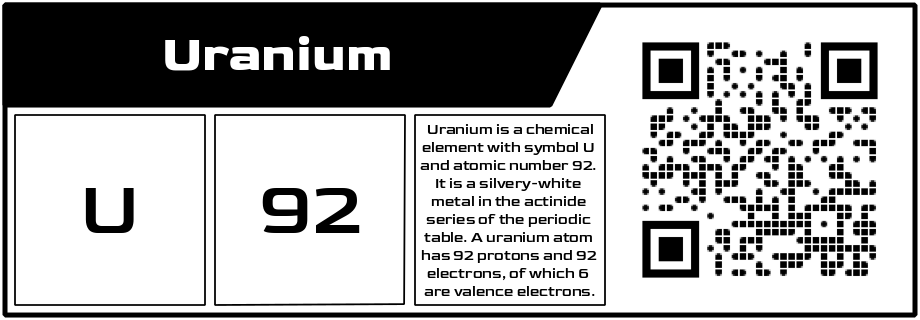 Uranium
U
92
Uranium is a chemical
element with symbol U
and atomic number 92.
It is a silvery-white
metal in the actinide
series of the periodic
table. A uranium atom
has 92 protons and 92
electrons, of which 6
are valence electrons.